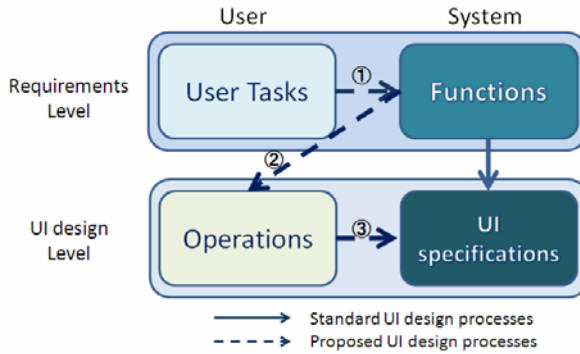 User System
Requirements
Level
User Tasks
①
Functions
②
UI design
Level
Operations
③
UI
specifications
Standard UI design processes
Proposed UI design processes